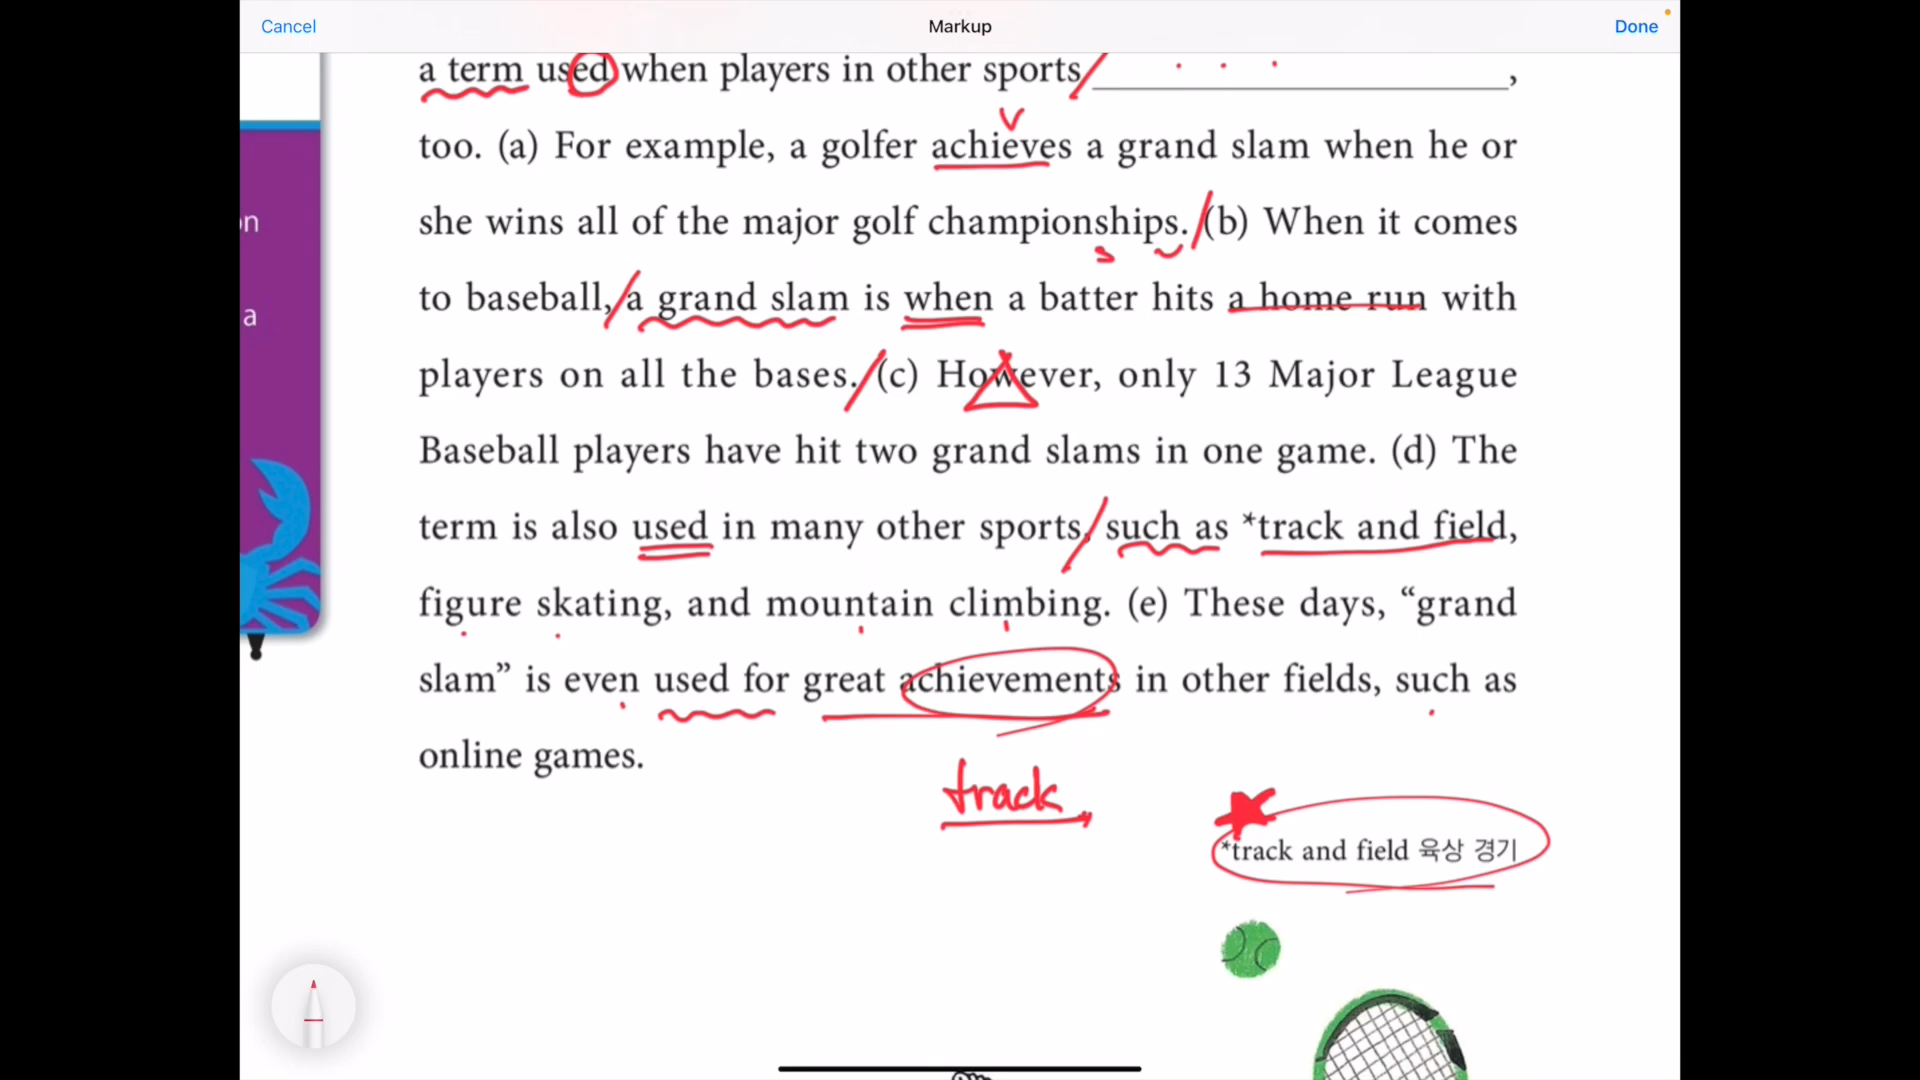 Cancel
Markup
Done
a term used when players in other sports ,
too. (a) For example, a golfer achieves a grand slam when he or
she wins all of the major golf championships. (b) When it comes
to baseball, a grand slam is when a batter hits a home run with
players on all the bases. (c) However, only 13 Major League
Baseball players have hit two grand slams in one game. (d) The
term is also used in many other sports, such as *track and field,
figure skating, and mountain climbing. (e) These days, “grand
slam” is even used for great achievements in other fields, such as
online games.
track
*track and field 육상 경기
on
a